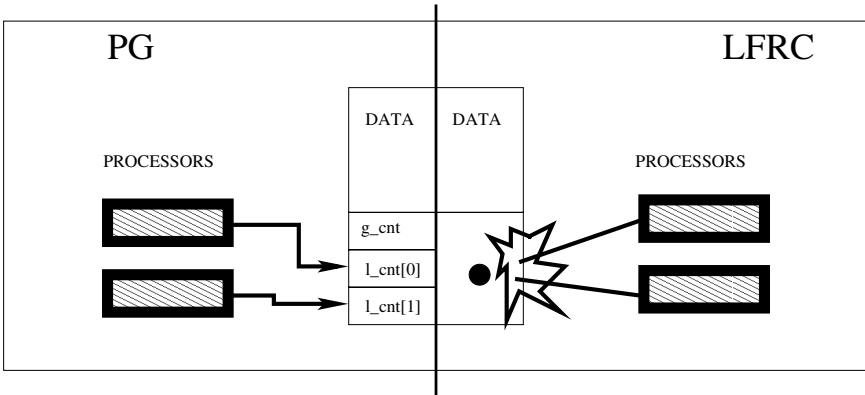 PG
LFRC
DATA
DATA
PROCESSORS
PROCESSORS
g_cnt
l_cnt[0]
l_cnt[1]